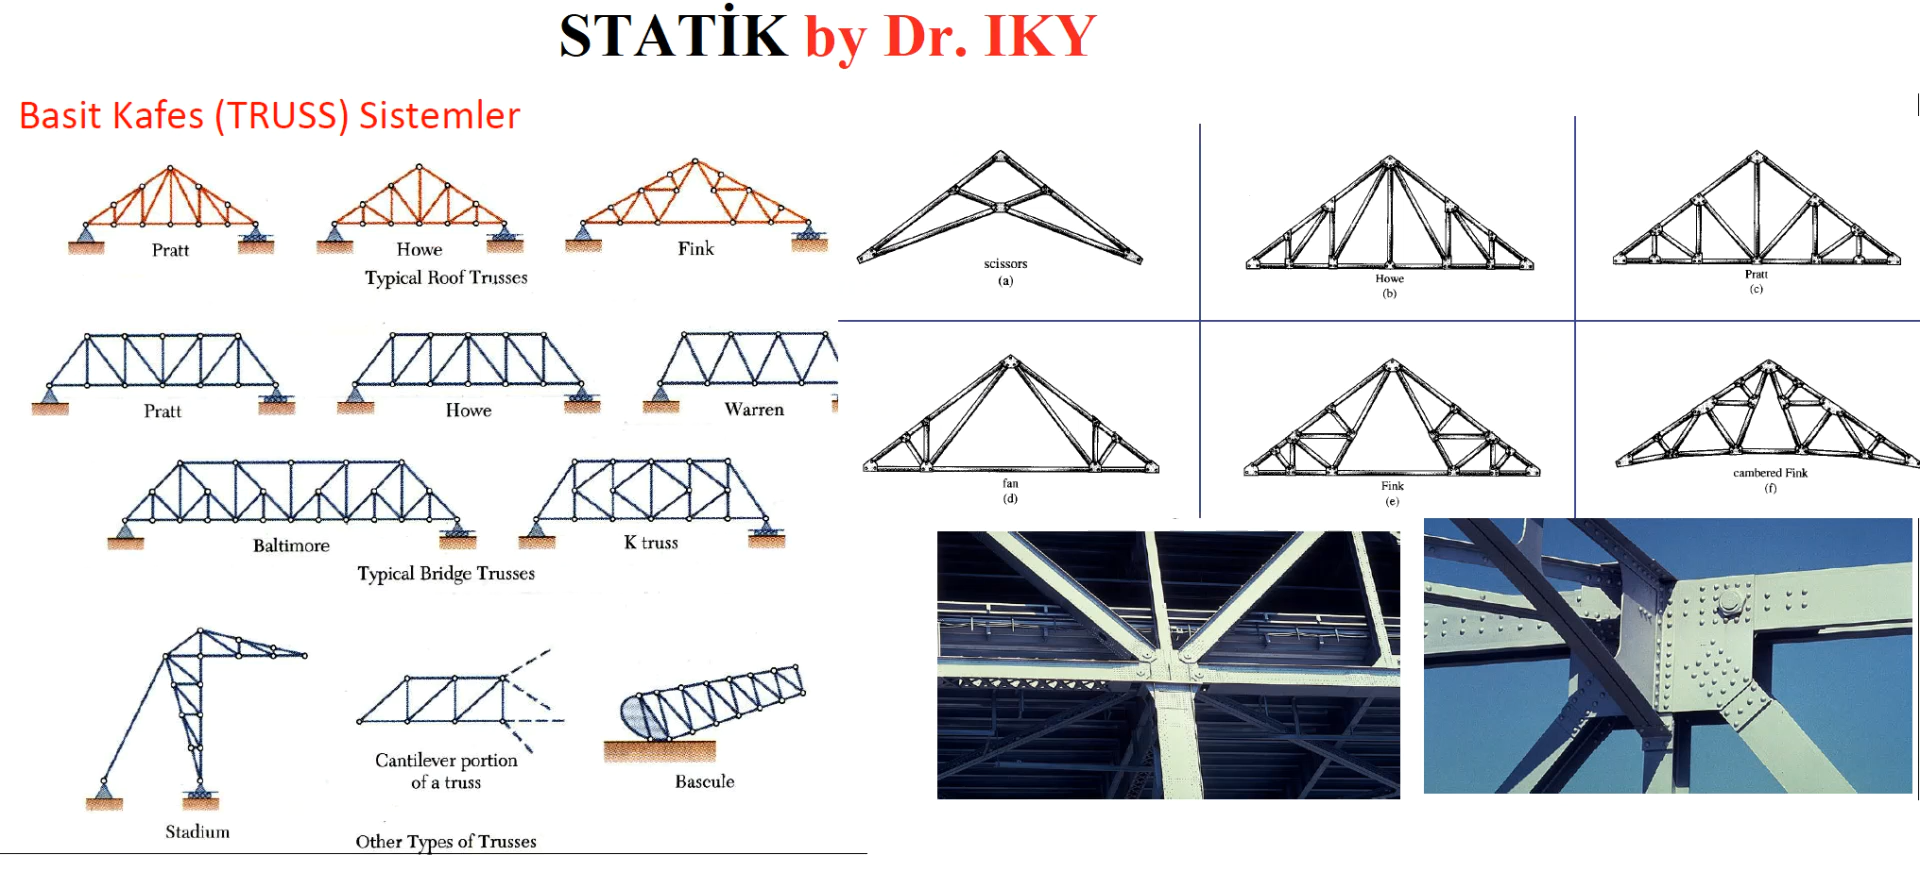 STATİK by Dr. IKY
Basit Kafes (TRUSS) Sistemler
Pratt
Howe
Fink
Typical Roof Trusses
Pratt
Howe
Warren
Baltimore
K truss
Typical Bridge Trusses
Stadium
Cantilever portion
of a truss
Bascule
Other Types of Trusses
scissors
(a)
Howe
(b)
Pratt
(c)
fan
(d)
Fink
(e)
cambered Fink
(f)